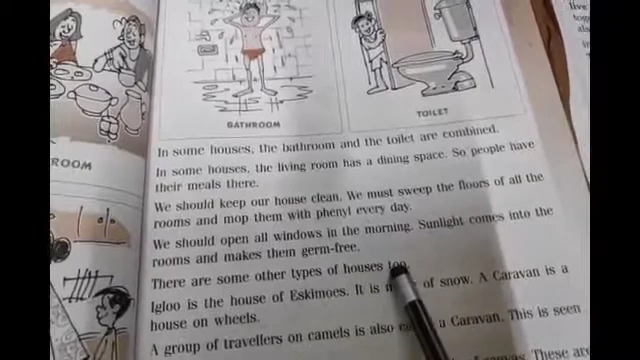 BATHROOM
TOILET
ROOM
In some houses, the bathroom and the toilet are combined.
In some houses, the living room has a dining space. So people have
their meals there.
We should keep our house clean. We must sweep the floors of all the
rooms and mop them with phenyl every day.
We should open all windows in the morning. Sunlight comes into the
rooms and makes them germ-free.
There are some other types of houses too.
Igloo is the house of Eskimoes. It is of snow. A Caravan is a
house on wheels.
A group of travellers on camels is also a Caravan. This is seen
These are
live